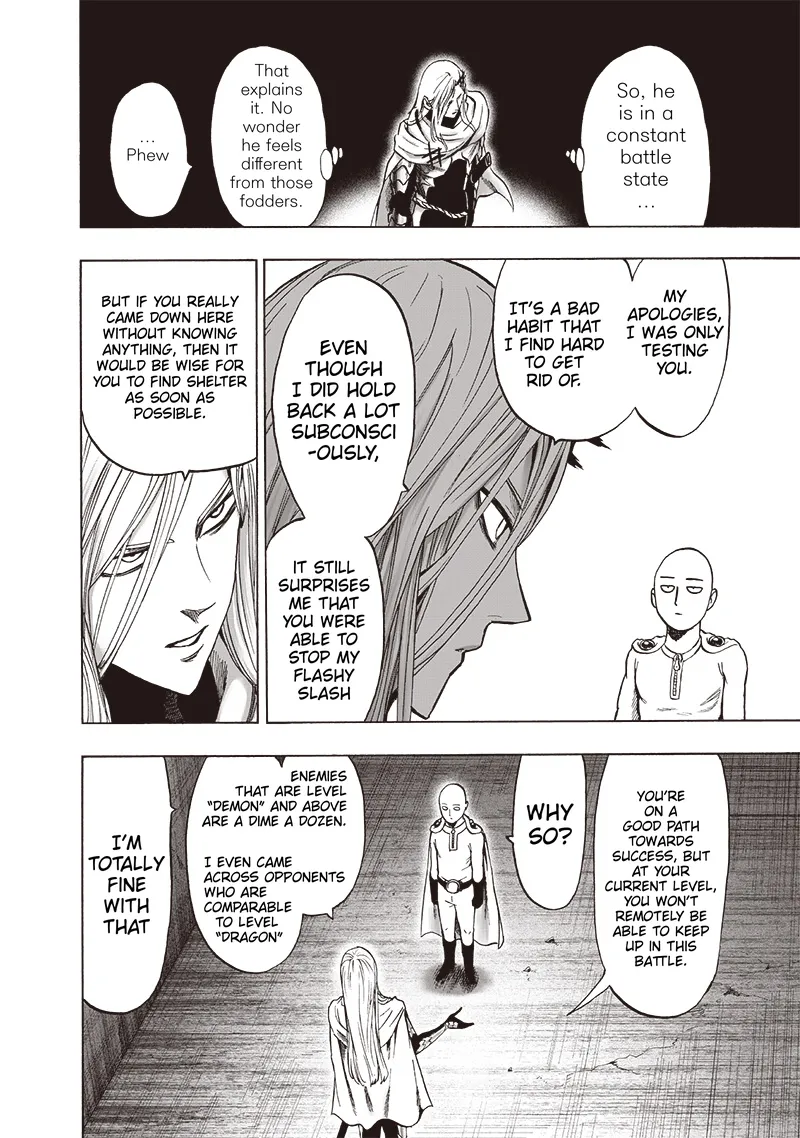 So, he
is in a
constant
battle
state
...
That
explains
it. No
wonder
he feels
different
from those
fodders.
...
Phew
MY
APOLOGIES,
I WAS ONLY
TESTING
YOU.
IT'S A BAD
HABIT THAT
I FIND HARD
TO GET
RID OF.
EVEN
THOUGH
I DID HOLD
BACK A LOT
SUBCONSCI
-OUSLY,
IT STILL
SURPRISES
ME THAT
YOU WERE
ABLE TO
STOP MY
FLASHY
SLASH
BUT IF YOU REALLY
CAME DOWN HERE
WITHOUT KNOWING
ANYTHING, THEN IT
WOULD BE WISE FOR
YOU TO FIND SHELTER
AS SOON AS
POSSIBLE.
YOU'RE
ON A
GOOD PATH
TOWARDS
SUCCESS, BUT
AT YOUR
CURRENT LEVEL,
YOU WON'T
REMOTELY BE
ABLE TO KEEP
UP IN THIS
BATTLE.
WHY
SO?
ENEMIES
THAT ARE LEVEL
"DEMON" AND ABOVE
ARE A DIME A DOZEN.
I EVEN CAME
ACROSS OPPONENTS
WHO ARE
COMPARABLE
TO LEVEL
"DRAGON"
I'M
TOTALLY
FINE
WITH
THAT